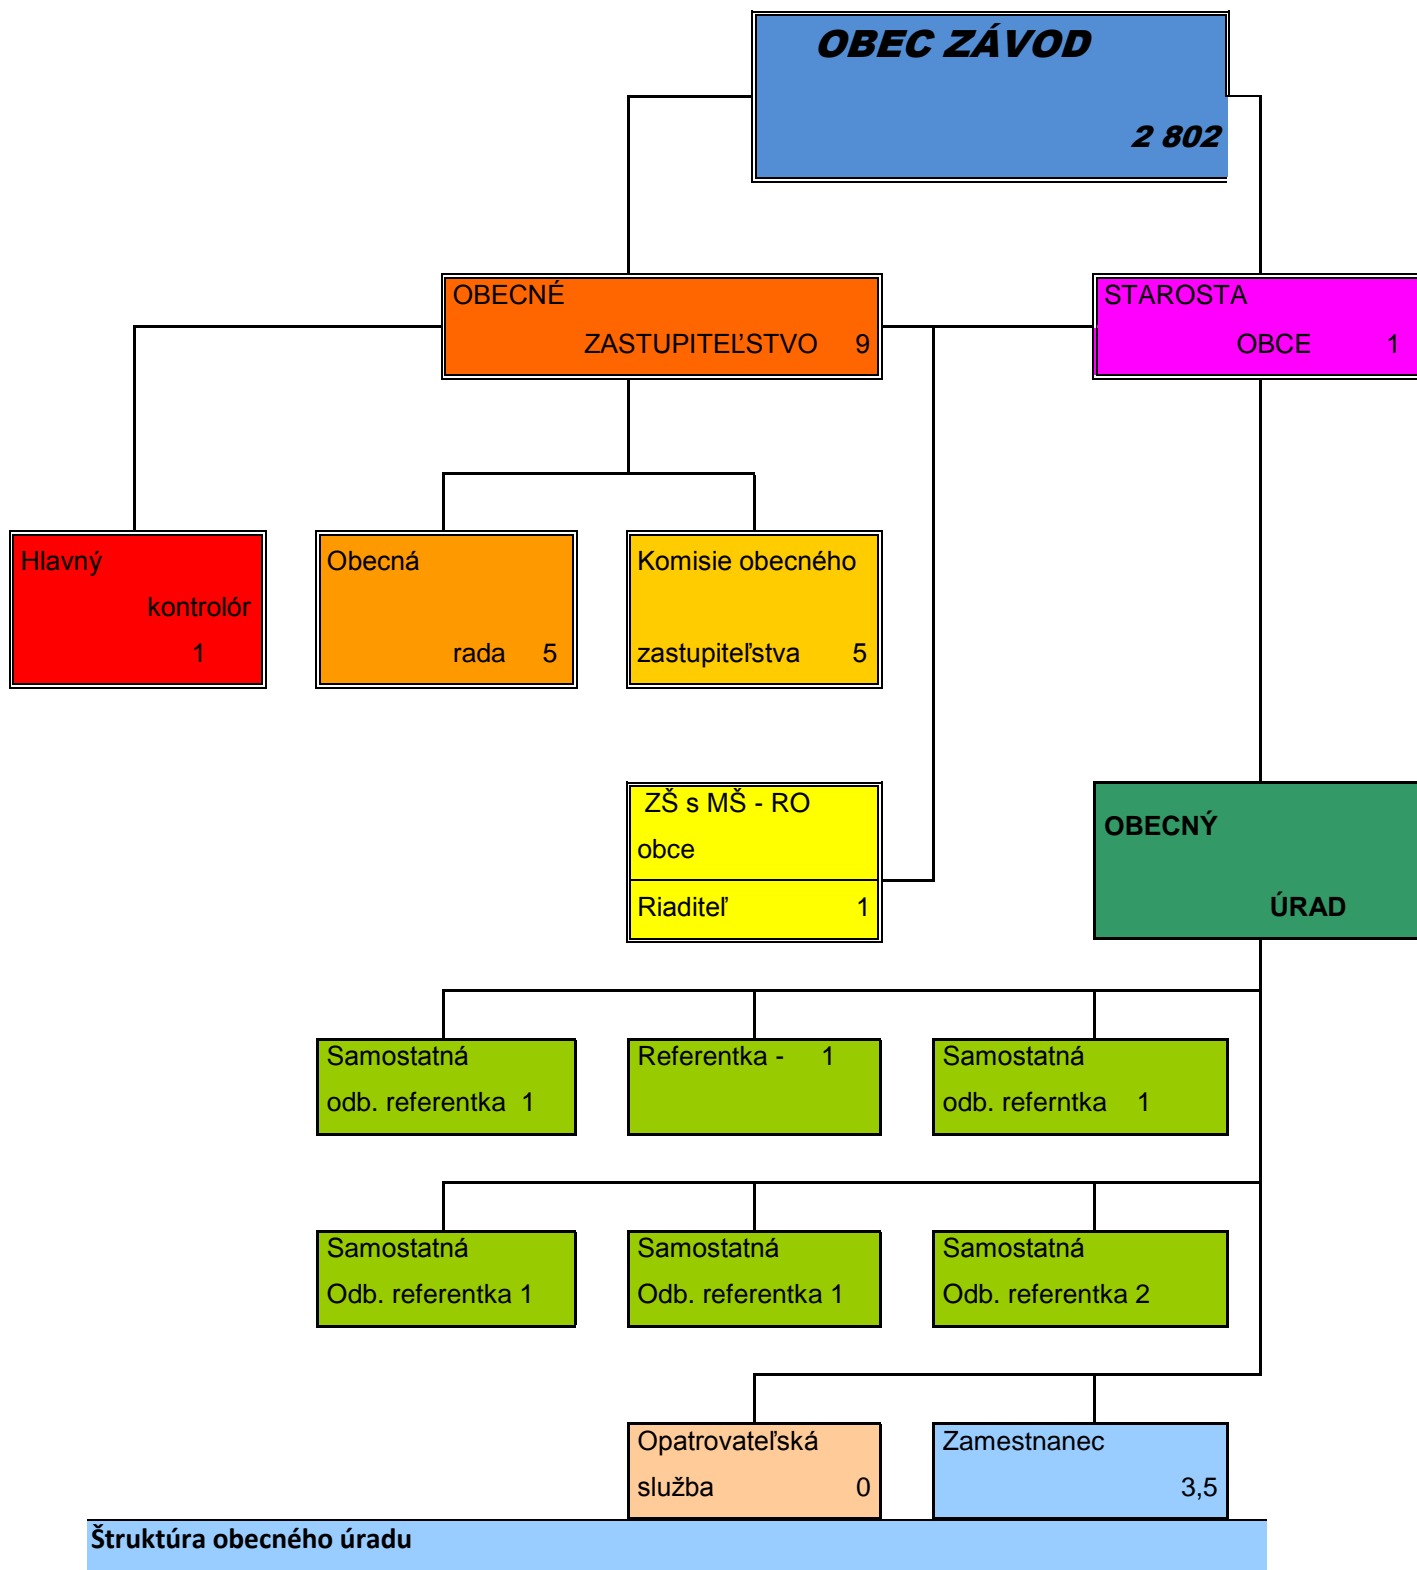 OBEC ZÁVOD
2 802
OBECNÉ
ZASTUPITEĽSTVO 9
STAROSTA
OBCE 1
Hlavný
kontrolór
1
Obecná
rada 5
Komisie obecného
zastupiteľstva 5
ZŠ s MŠ - RO
obce
Riaditeľ 1
OBECNÝ
ÚRAD
Samostatná
odb. referentka 1
Referentka - 1
Samostatná
odb. referntka 1
Samostatná
Odb. referentka 1
Samostatná
Odb. referentka 1
Samostatná
Odb. referentka 2
Opatrovateľská
služba 0
Zamestnanec
3,5
Štruktúra obecného úradu